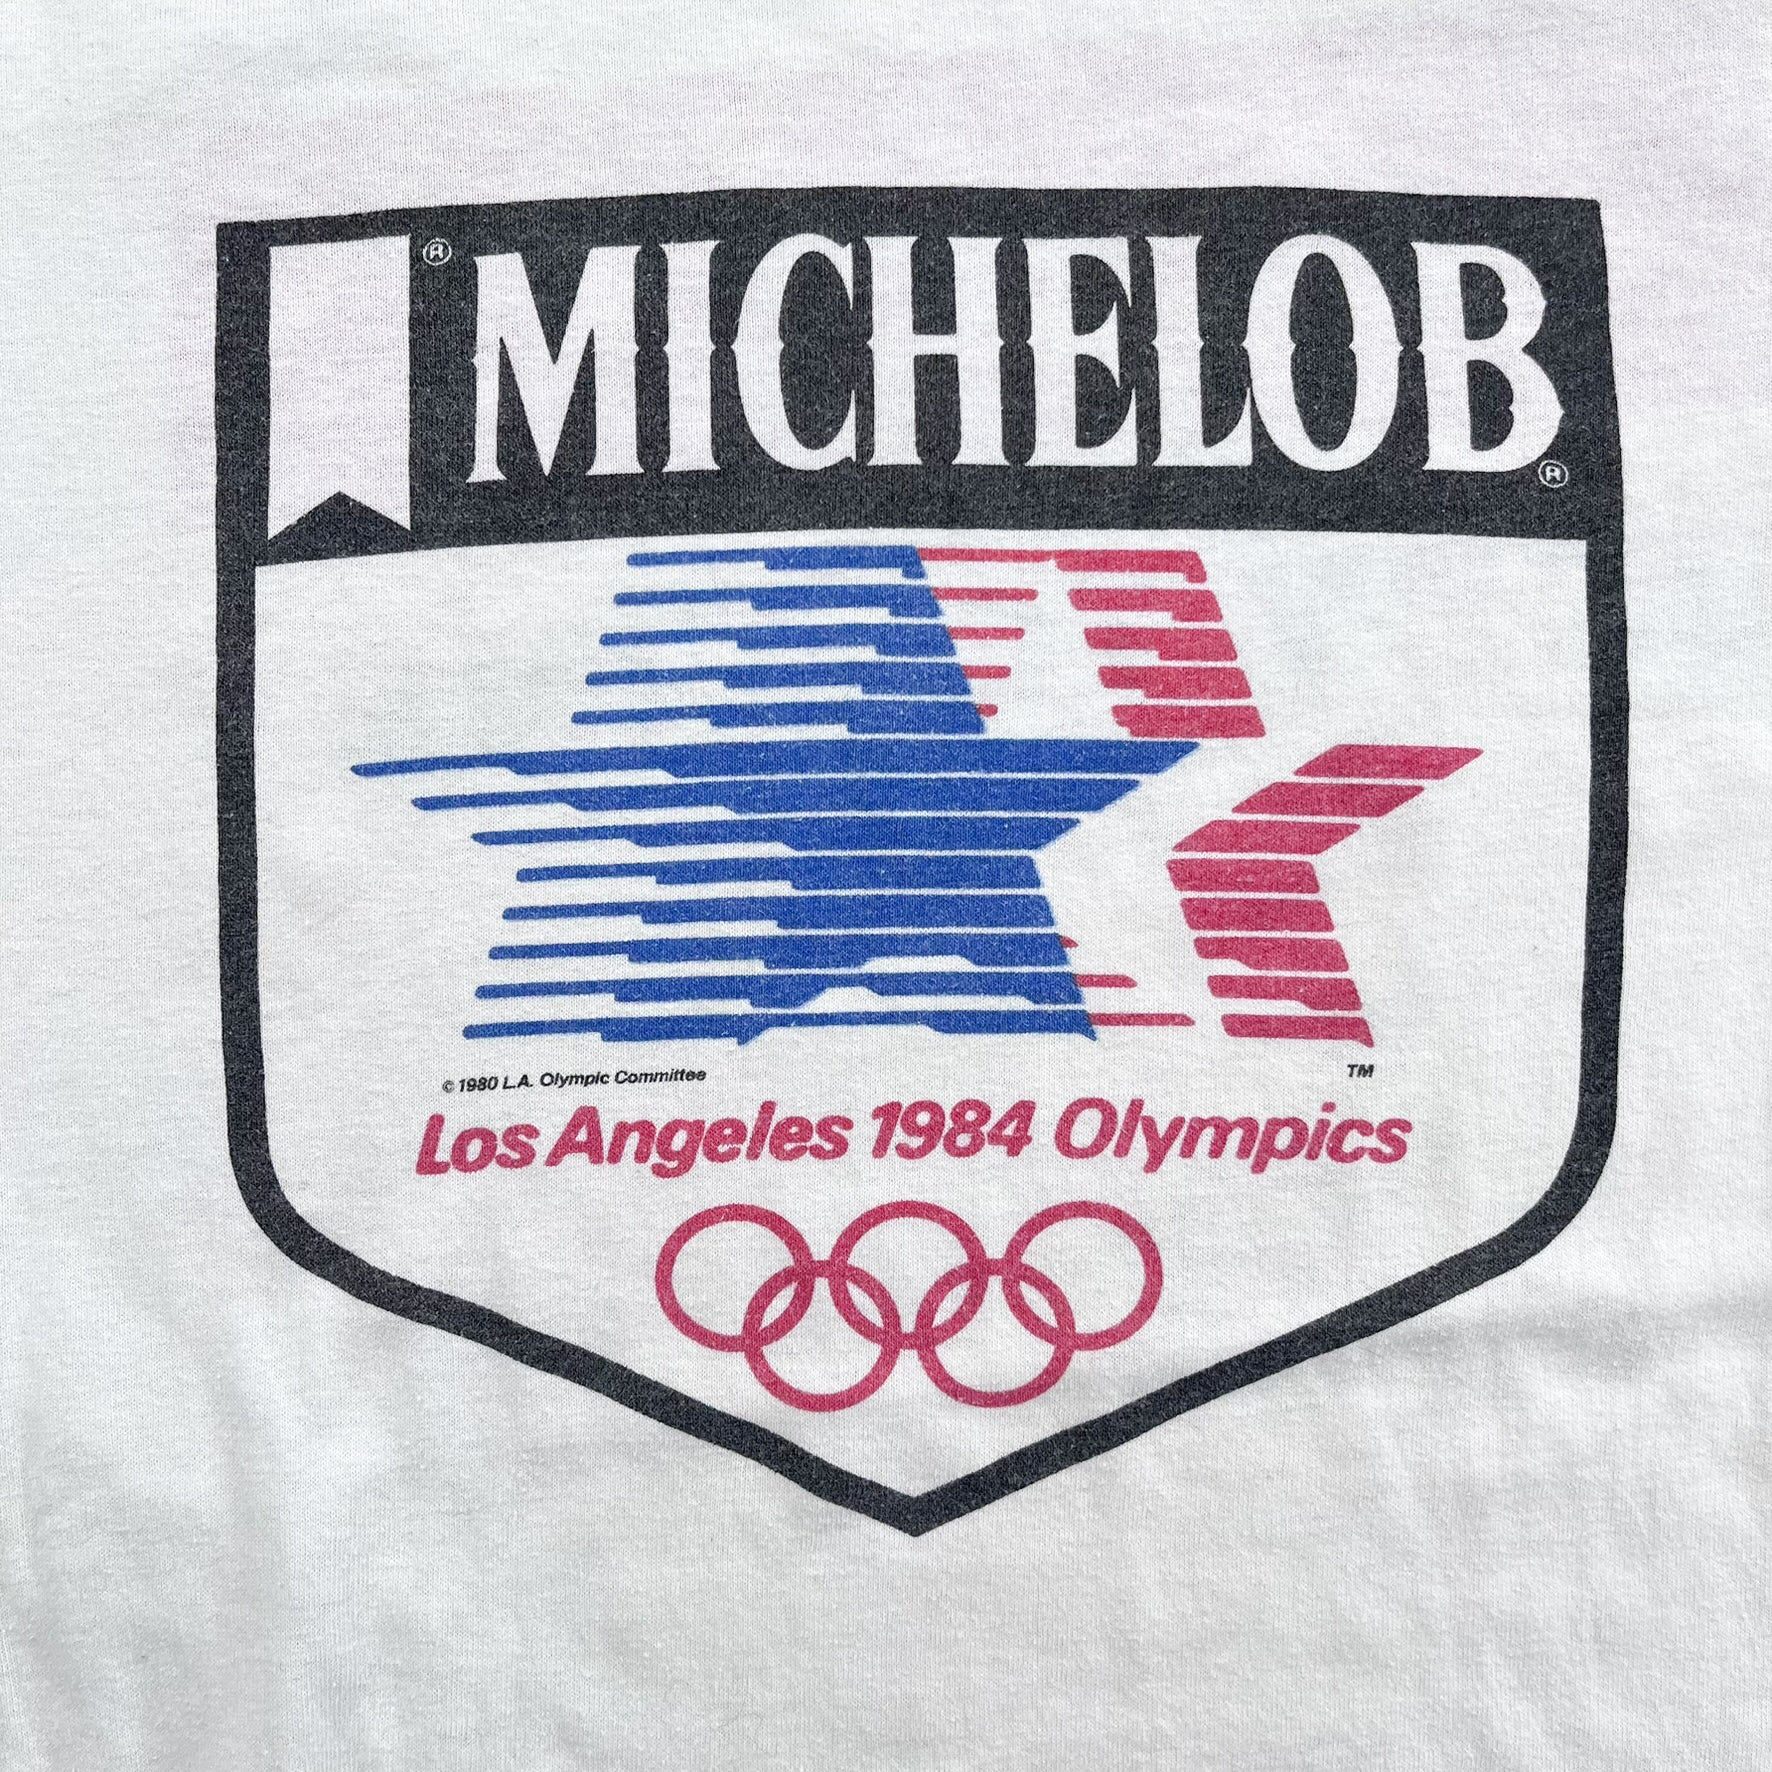 ® MICHELOB ®
© 1980 L.A. Olympic Committee TM
Los Angeles 1984 Olympics